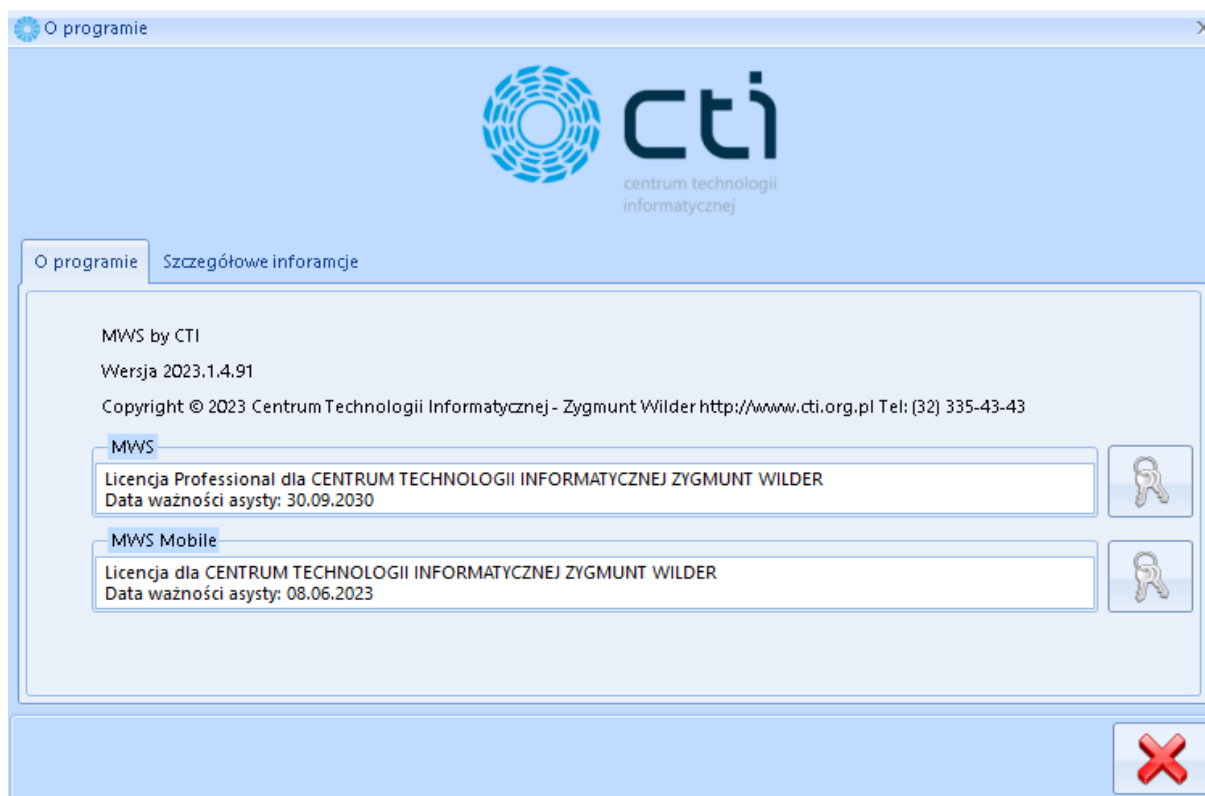 O programie
cti
centrum technologii
informatycznej
O programie
Szczegółowe inforamcje
MWS by CTI
Wersja 2023.1.4.91
Copyright © 2023 Centrum Technologii Informatycznej - Zygmunt Wilder http://www.cti.org.pl Tel: (32) 335-43-43
MWS
Licencja Professional dla CENTRUM TECHNOLOGII INFORMATYCZNEJ ZYGMUNT WILDER
Data ważności asysty: 30.09.2030
MWS Mobile
Licencja dla CENTRUM TECHNOLOGII INFORMATYCZNEJ ZYGMUNT WILDER
Data ważności asysty: 08.06.2023